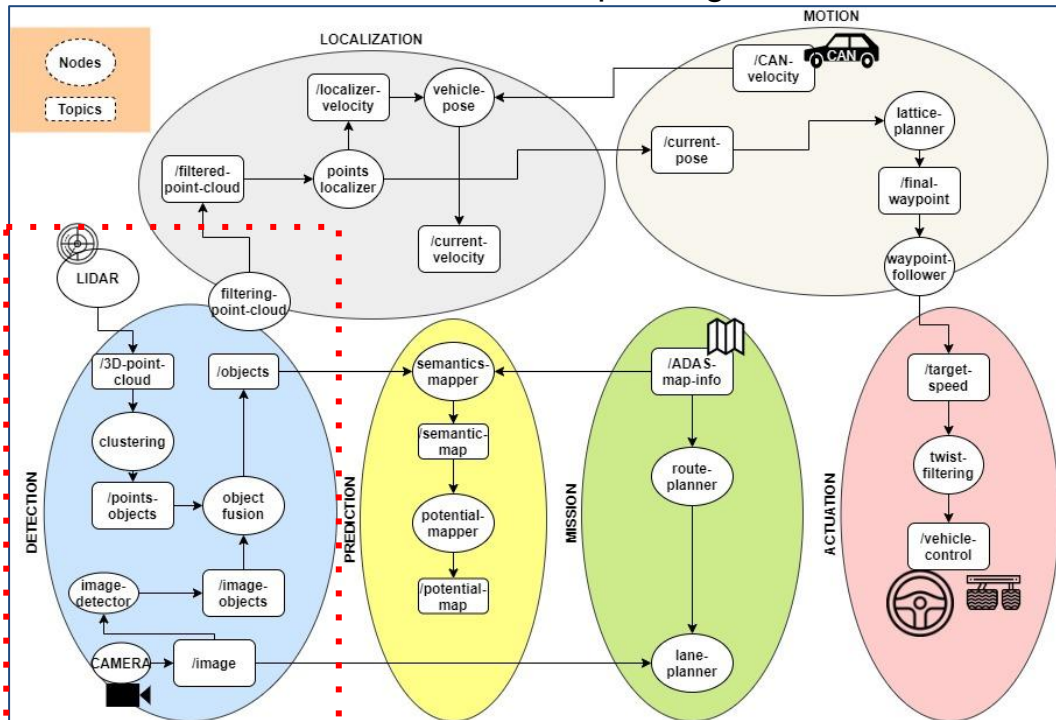 LOCALIZATION
MOTION
Nodes
Topics
/CAN-
velocity
CAN
/localizer-
velocity
vehicle-
pose
lattice-
planner
/filtered-
point-cloud
points
localizer
/current-
pose
/final-
waypoint
/current-
velocity
waypoint-
follower
LIDAR
filtering-
point-cloud
/3D-point-
cloud
/objects
semantics-
mapper
/ADAS-
map-info
/target-
speed
clustering
/semantic-
map
route-
planner
twist-
filtering
/points-
objects
object
fusion
potential-
mapper
/vehicle-
control
DETECTION
PREDICTION
MISSION
ACTUATION
image-
detector
/image-
objects
/potential-
map
CAMERA
/image
lane-
planner